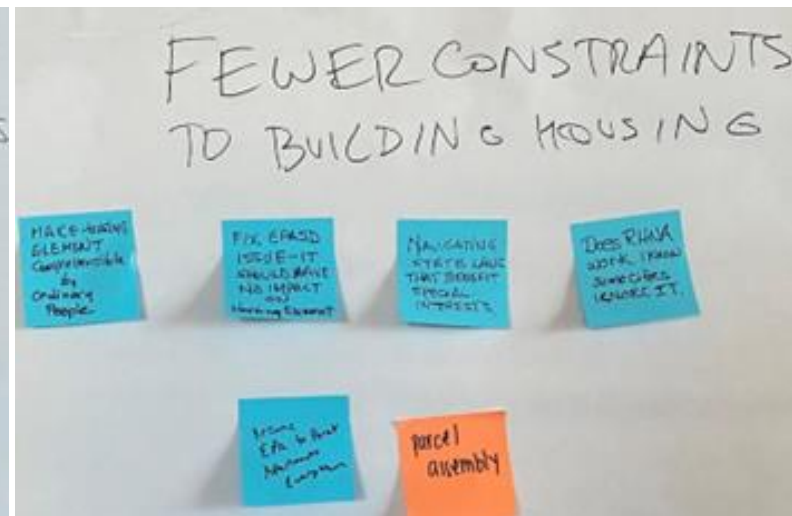 S
FEWER CONSTRAINTS
TO BUILDING HOUSING
MAKE HOUSING
ELEMENT
Comprehensible
by
Ordinary
People
FIX EPASD
ISSUE-IT
SHOULD HAVE
NO IMPACT
ON
Housing Element
NAVIGATING
STATE LAWS
THAT BENEFIT
SPECIAL
INTERESTS
Does RHNA
work. I know
some cities
IGNORE IT.
EPA to
parcel
assembly